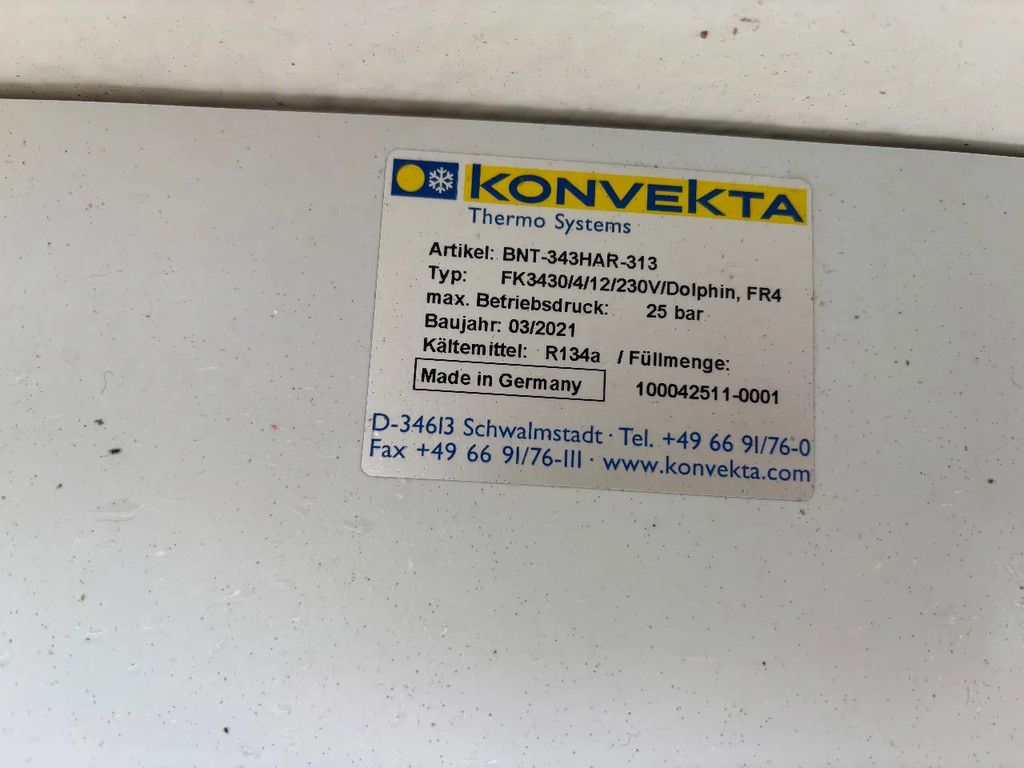 KONVEKTA
Thermo Systems
Artikel: BNT-343HAR-313
Typ: FK3430/4/12/230V/Dolphin, FR4
max. Betriebsdruck: 25 bar
Baujahr: 03/2021
Kältemittel: R134a / Füllmenge:
Made in Germany 100042511-0001
D-34613 Schwalmstadt · Tel. +49 66 91/76-0
Fax +49 66 91/76-111 · www.konvekta.com